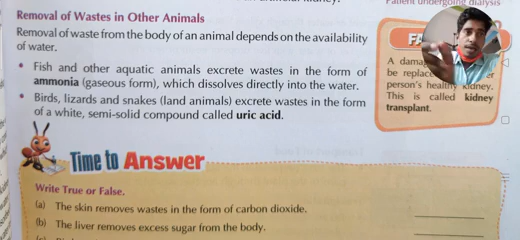 Patient undergoing dialysis
Removal of Wastes in Other Animals
Removal of waste from the body of an animal depends on the availability
of water.
• Fish and other aquatic animals excrete wastes in the form of
ammonia (gaseous form), which dissolves directly into the water.
• Birds, lizards and snakes (land animals) excrete wastes in the form
of a white, semi-solid compound called uric acid.
A
be replace
person's healthy kidney.
This is called kidney
transplant.
Time to Answer
Write True or False.
(a) The skin removes wastes in the form of carbon dioxide.
(b) The liver removes excess sugar from the body.